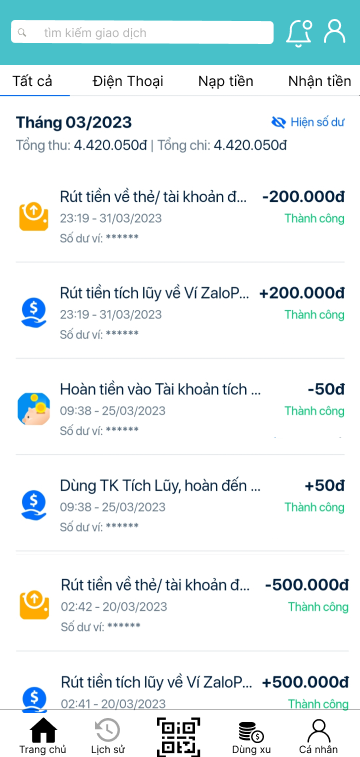 tìm kiếm giao dịch
Tất cả Điện Thoại Nạp tiền Nhận tiền
Tháng 03/2023 Hiện số dư
Tổng thu: 4.420.050đ | Tổng chi: 4.420.050đ
Rút tiền về thẻ/ tài khoản đ... -200.000đ
23:19 - 31/03/2023 Thành công
Số dư ví: ******
Rút tiền tích lũy về Ví ZaloP... +200.000đ
23:19 - 31/03/2023 Thành công
Số dư ví: ******
Hoàn tiền vào Tài khoản tích ... -50đ
09:38 - 25/03/2023 Thành công
Số dư ví: ******
Dùng TK Tích Lũy, hoàn đến ... +50đ
09:38 - 25/03/2023 Thành công
Số dư ví: ******
Rút tiền về thẻ/ tài khoản đ... -500.000đ
02:42 - 20/03/2023 Thành công
Số dư ví: ******
Rút tiền tích lũy về Ví ZaloP... +500.000đ
02:41 - 20/03/2023 Thành công
Trang chủ Lịch sử Dùng xu Cá nhân